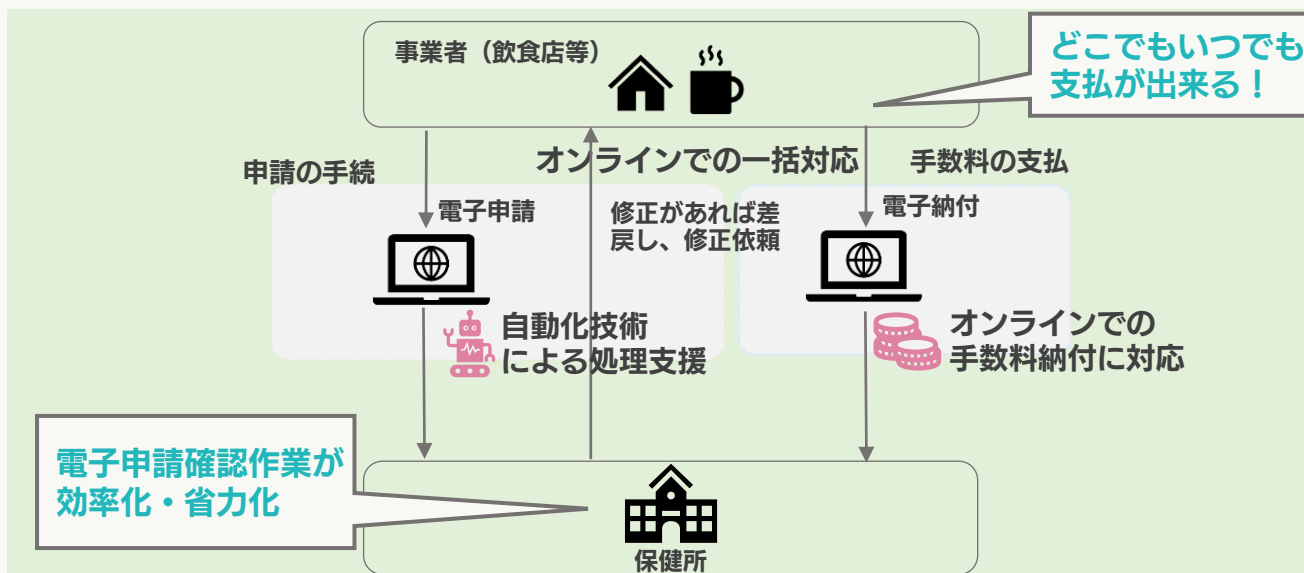 事業者（飲食店等）
どこでもいつでも
支払が出来る！
申請の手続
オンラインでの一括対応
手数料の支払
電子申請
修正があれば差
戻し、修正依頼
電子納付
自動化技術
による処理支援
オンラインでの
手数料納付に対応
電子申請確認作業が
効率化・省力化
保健所